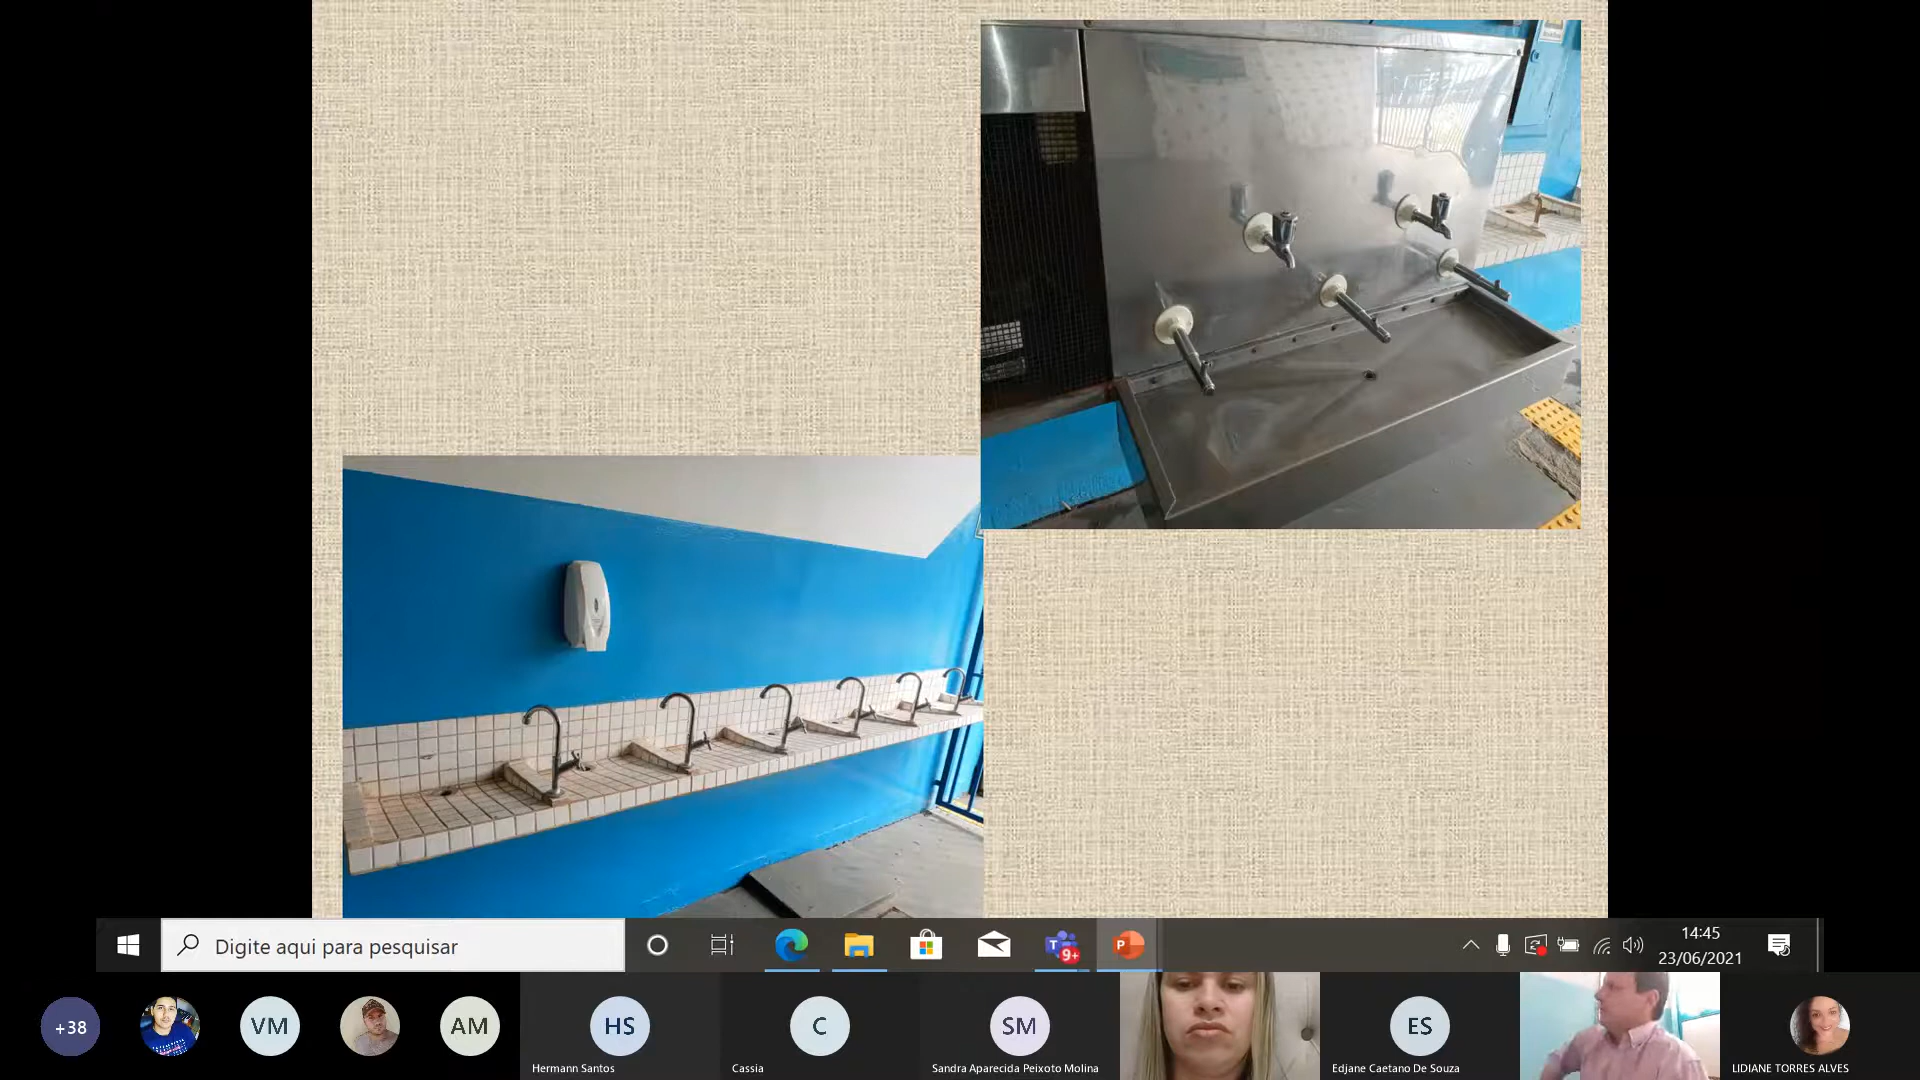 Digite aqui para pesquisar
T
9+
P
14:45
23/06/2021
+38
VM
AM
HS
Hermann Santos
C
Cassia
SM
Sandra Aparecida Peixoto Molina
ES
Edjane Caetano De Souza
LIDIANE TORRES ALVES